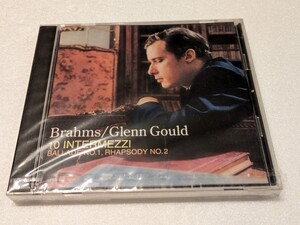 Brahms/Glenn Gould
10 INTERMEZZI
BALLADE NO.1, RHAPSODY NO.2